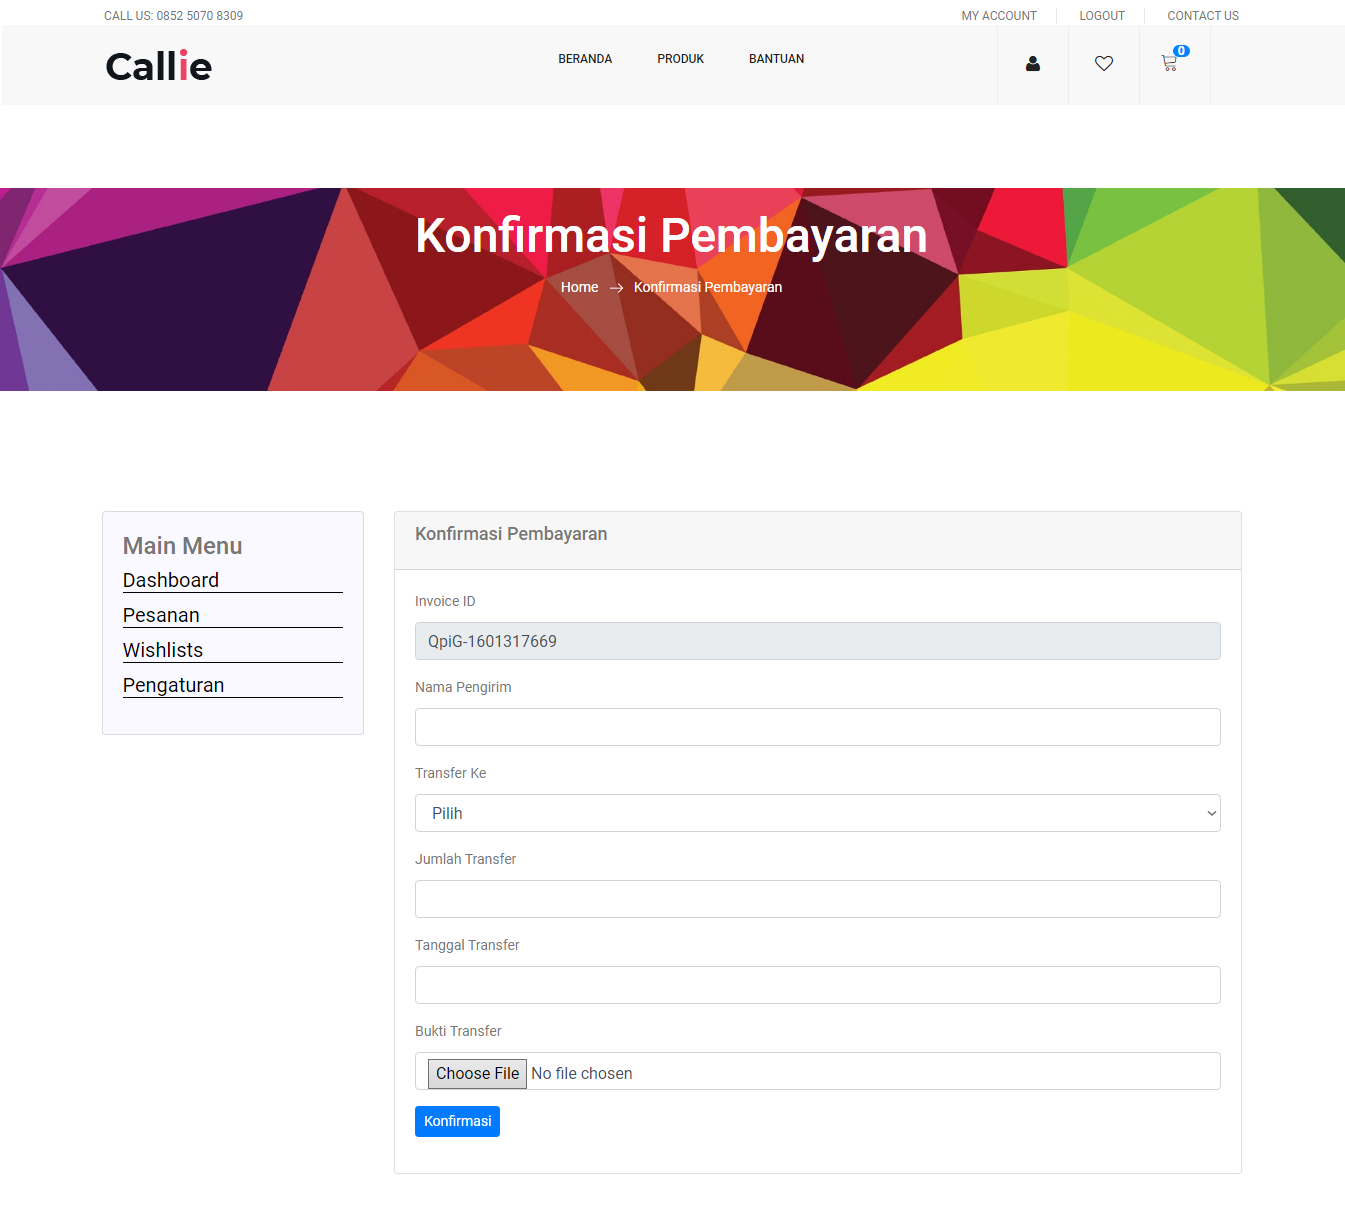 CALL US: 0852 5070 8309
MY ACCOUNT
LOGOUT
CONTACT US
Callie
BERANDA
PRODUK
BANTUAN
0
Konfirmasi Pembayaran
Home → Konfirmasi Pembayaran
Main Menu
Dashboard
Pesanan
Wishlists
Pengaturan
Konfirmasi Pembayaran
Invoice ID
QpiG-1601317669
Nama Pengirim
Transfer Ke
Pilih
Jumlah Transfer
Tanggal Transfer
Bukti Transfer
Choose File No file chosen
Konfirmasi